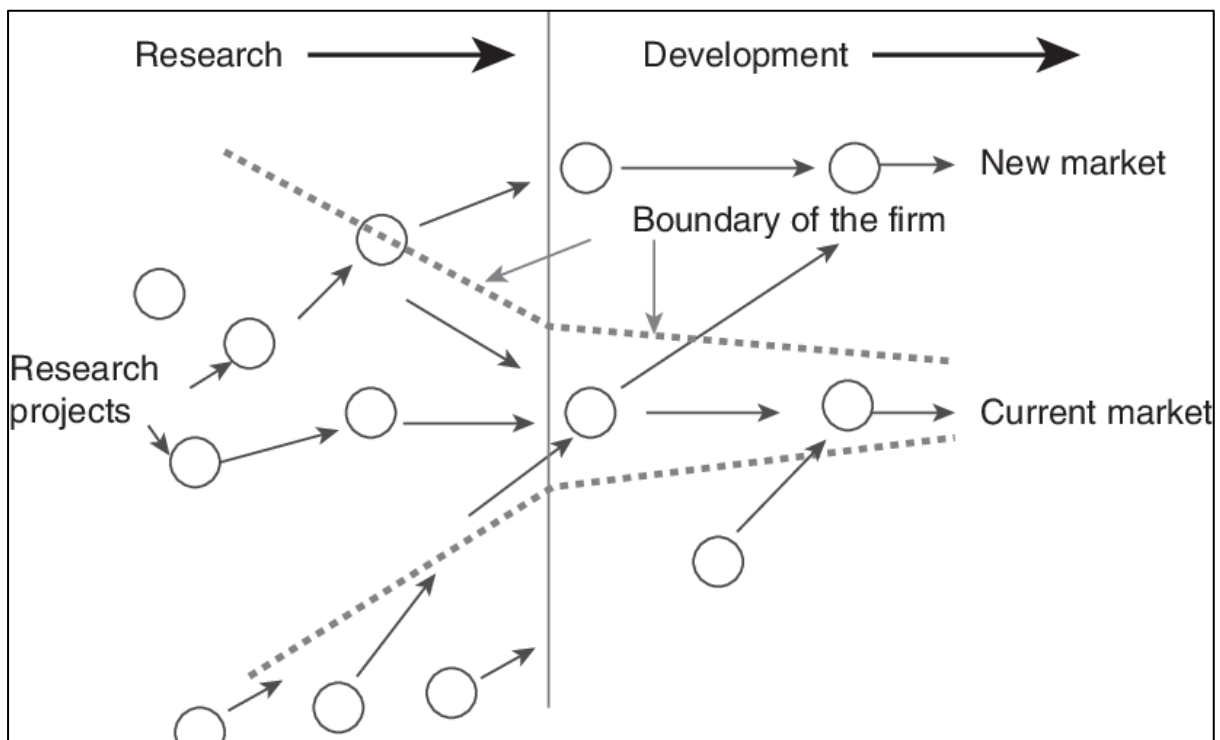 Research
Development
New market
Boundary of the firm
Research
projects
Current market